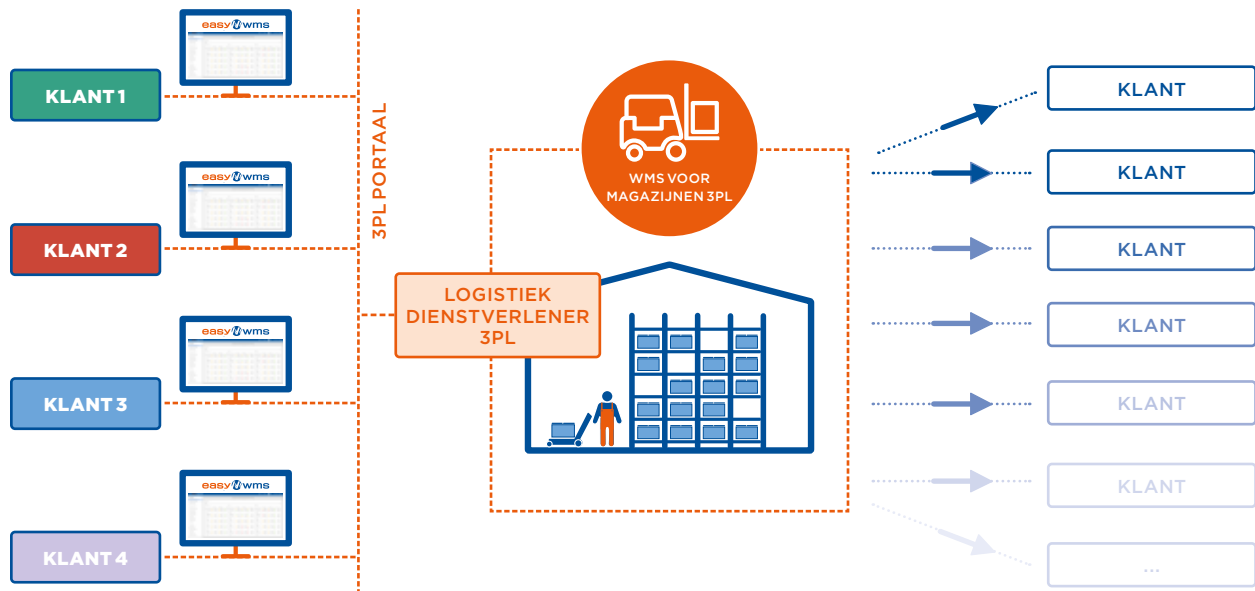 easy wms
KLANT 1
easy wms
KLANT 2
easy wms
KLANT 3
easy wms
KLANT 4
3PL PORTAAL
WMS VOOR
MAGAZIJNEN 3PL
LOGISTIEK
DIENSTVERLENER
3PL
KLANT
KLANT
KLANT
KLANT
KLANT
KLANT
...